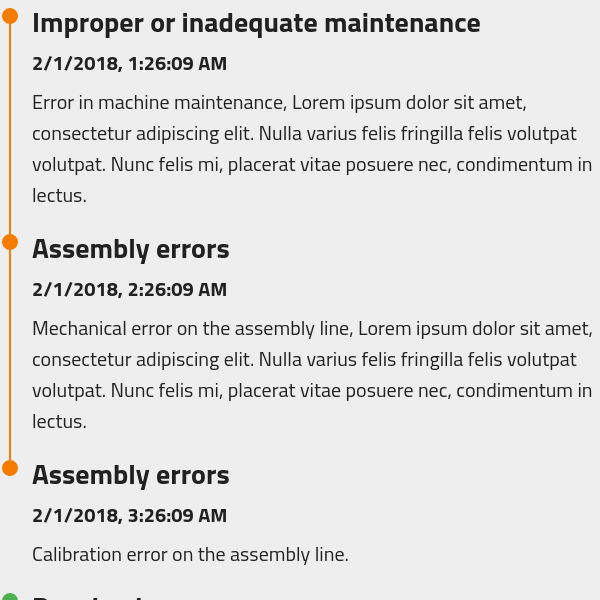 Improper or inadequate maintenance
2/1/2018, 1:26:09 AM
Error in machine maintenance, Lorem ipsum dolor sit amet,
consectetur adipiscing elit. Nulla varius felis fringilla felis volutpat
volutpat. Nunc felis mi, placerat vitae posuere nec, condimentum in
lectus.
Assembly errors
2/1/2018, 2:26:09 AM
Mechanical error on the assembly line, Lorem ipsum dolor sit amet,
consectetur adipiscing elit. Nulla varius felis fringilla felis volutpat
volutpat. Nunc felis mi, placerat vitae posuere nec, condimentum in
lectus.
Assembly errors
2/1/2018, 3:26:09 AM
Calibration error on the assembly line.